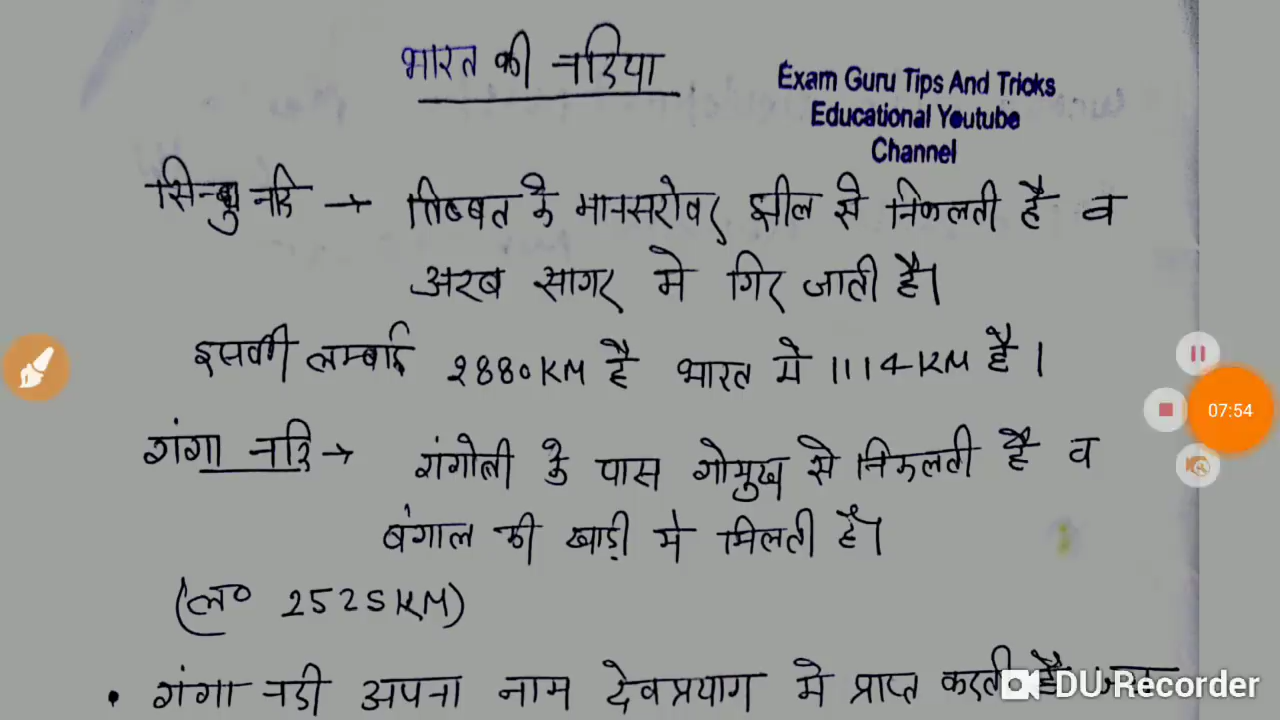 भारत की नदिया
Exam Guru Tips And Tricks
Educational Youtube
Channel
सिन्धु नदि → तिब्बत के मानसरोवर झील से निकलती है व
अरब सागर मे गिर जाती है।
इसकी लम्बाई 2880 KM है भारत मे 1114 KM है।
गंगा नदि → गंगोत्री के पास गोमुख से निकलती है व
बंगाल की खाड़ी मे मिलती है।
(ल० 2525 KM)
• गंगा नदी अपना नाम देवप्रयाग मे प्राप्त करती है
07:54
DU Recorder